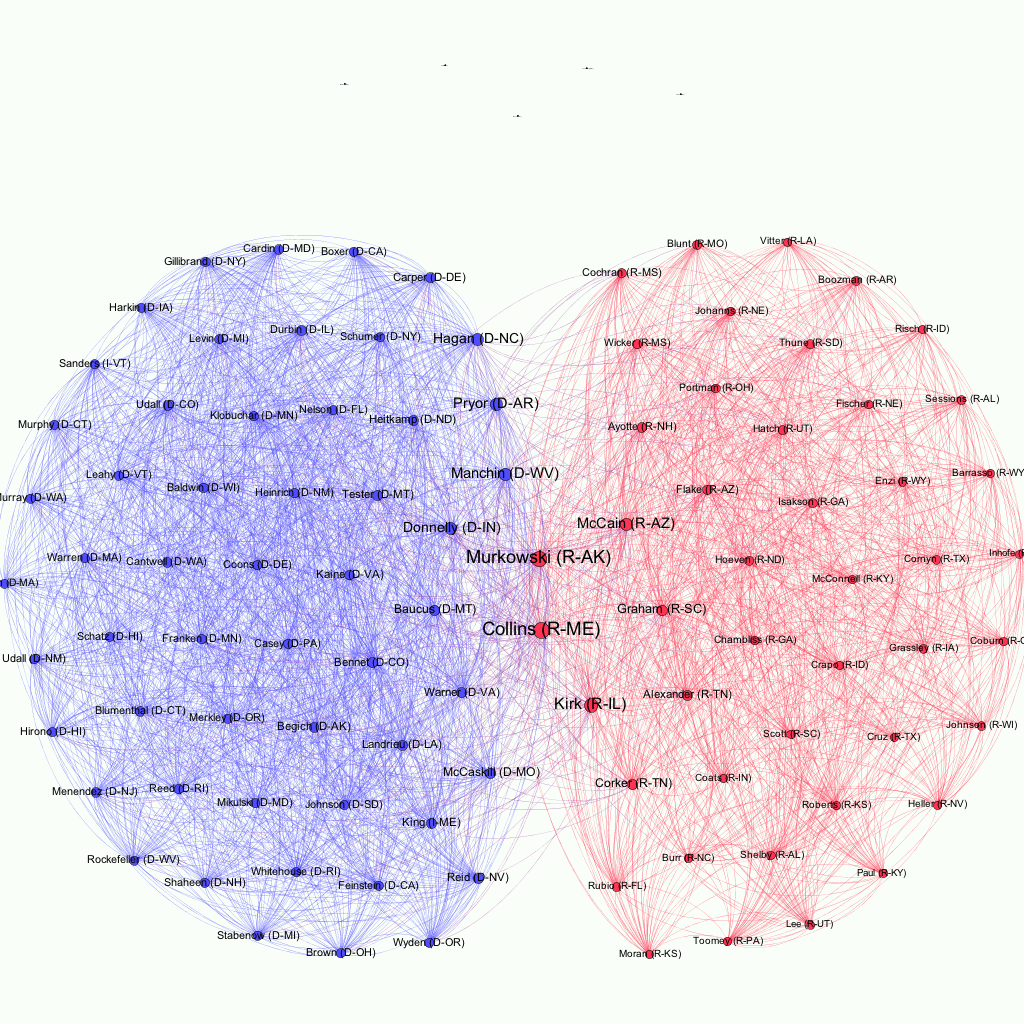 Cardin (D-MD)
Boxer (D-CA)
Gillibrand (D-NY)
Carper (D-DE)
Harkin (D-IA)
Durbin (D-IL)
Levin (D-MI)
Schumer (D-NY)
Hagan (D-NC)
Sanders (I-VT)
Udall (D-CO)
Klobuchar (D-MN)
Nelson (D-FL)
Heitkamp (D-ND)
Pryor (D-AR)
Murphy (D-CT)
Leahy (D-VT)
Baldwin (D-WI)
Heinrich (D-NM)
Tester (D-MT)
Manchin (D-WV)
urray (D-WA)
Donnelly (D-IN)
Warren (D-MA)
Cantwell (D-WA)
Coons (D-DE)
Kaine (D-VA)
(D-MA)
Baucus (D-MT)
Schatz (D-HI)
Franken (D-MN)
Casey (D-PA)
Bennet (D-CO)
Udall (D-NM)
Warner (D-VA)
Blumenthal (D-CT)
Merkley (D-OR)
Begich (D-AK)
Hirono (D-HI)
Landrieu (D-LA)
McCaskill (D-MO)
Menendez (D-NJ)
Reed (D-RI)
Mikulski (D-MD)
Johnson (D-SD)
King (I-ME)
Rockefeller (D-WV)
Shaheen (D-NH)
Whitehouse (D-RI)
Feinstein (D-CA)
Reid (D-NV)
Stabenow (D-MI)
Brown (D-OH)
Wyden (D-OR)
Murkowski (R-AK)
Collins (R-ME)
McCain (R-AZ)
Graham (R-SC)
Kirk (R-IL)
Blunt (R-MO)
Vitter (R-LA)
Cochran (R-MS)
Boozman (R-AR)
Johanns (R-NE)
Wicker (R-MS)
Thune (R-SD)
Risch (R-ID)
Portman (R-OH)
Fischer (R-NE)
Sessions (R-AL)
Ayotte (R-NH)
Hatch (R-UT)
Flake (R-AZ)
Isakson (R-GA)
Enzi (R-WY)
Barrasso (R-WY
Hoeven (R-ND)
McConnell (R-KY)
Cornyn (R-TX)
Inhofe (R
Chambliss (R-GA)
Crapo (R-ID)
Grassley (R-IA)
Coburn (R-O
Alexander (R-TN)
Scott (R-SC)
Cruz (R-TX)
Johnson (R-WI)
Corker (R-TN)
Coats (R-IN)
Roberts (R-KS)
Heller (R-NV)
Burr (R-NC)
Shelby (R-AL)
Paul (R-KY)
Rubio (R-FL)
Lee (R-UT)
Toomey (R-PA)
Moran (R-KS)